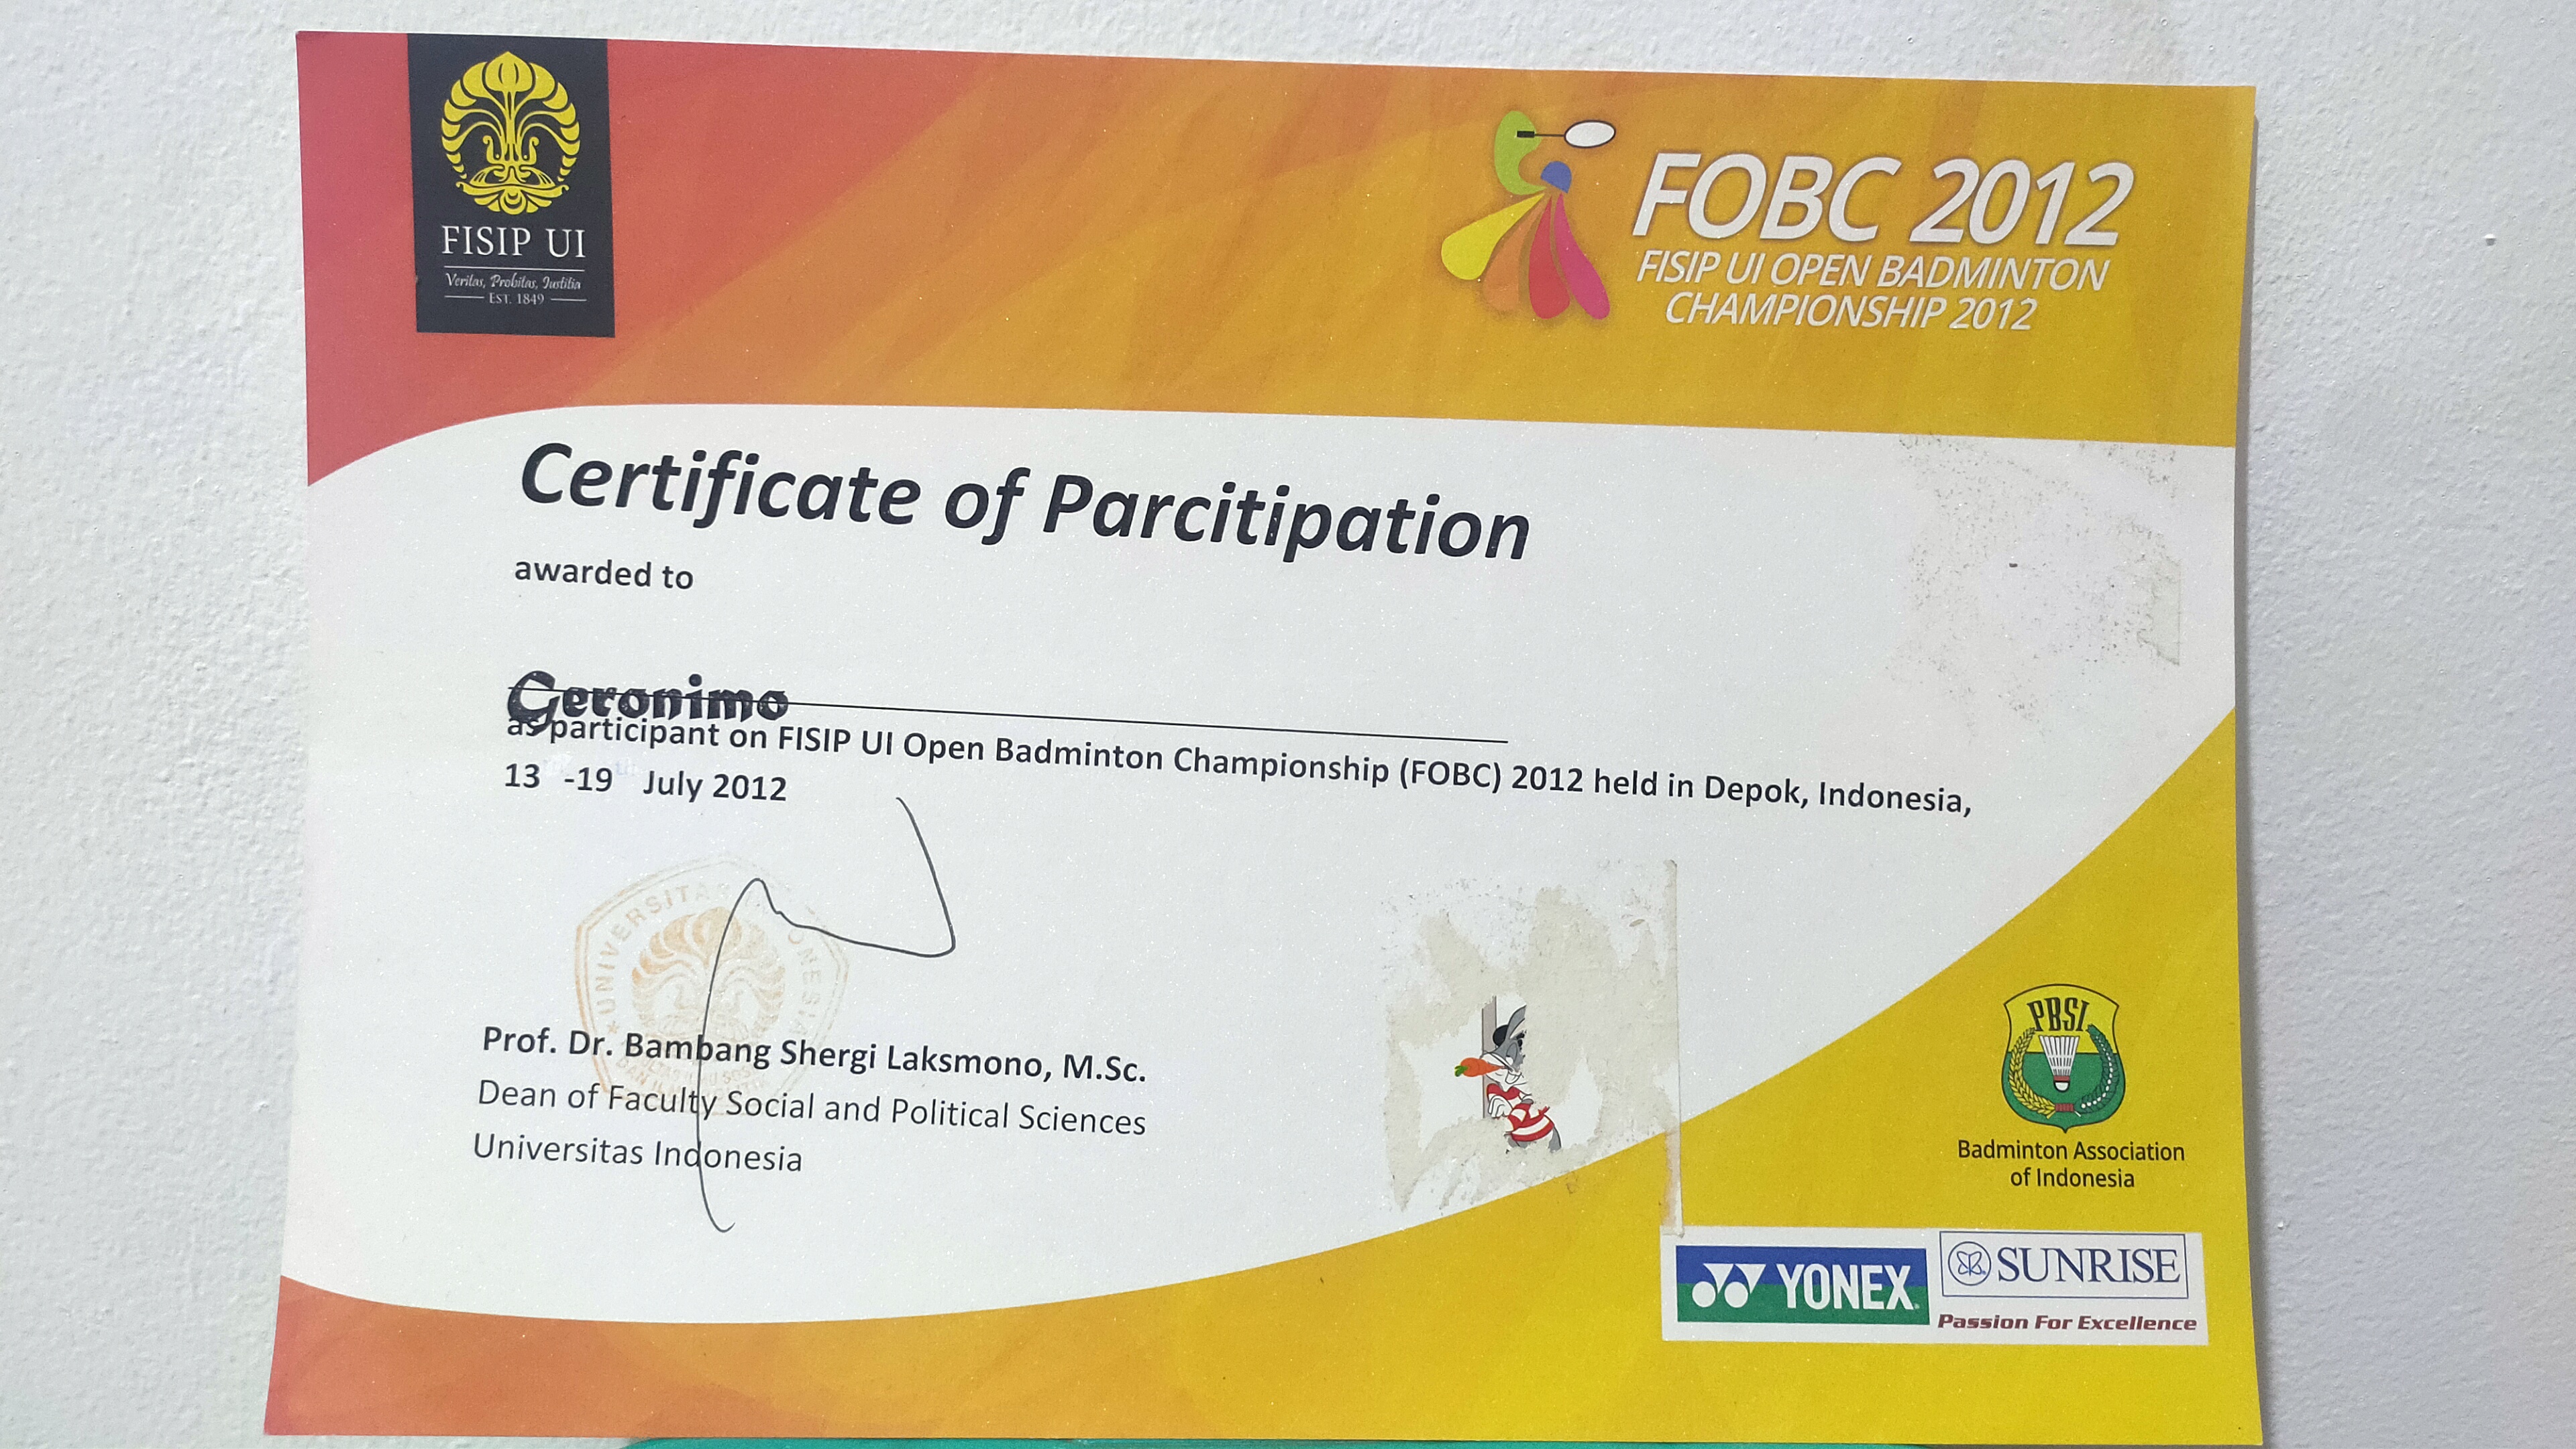 FISIP UI
Veritas, Probitas, Justitia
EST. 1849
FOBC 2012
FISIP UI OPEN BADMINTON
CHAMPIONSHIP 2012
Certificate of Parcitipation
awarded to
Geronimo
as participant on FISIP UI Open Badminton Championship (FOBC) 2012 held in Depok, Indonesia,
13 -19 July 2012
UNIVERSITAS
Prof. Dr. Bambang Shergi Laksmono, M.Sc.
Dean of Faculty Social and Political Sciences
Universitas Indonesia
PBSI
Badminton Association
of Indonesia
YONEX
SUNRISE
Passion For Excellence